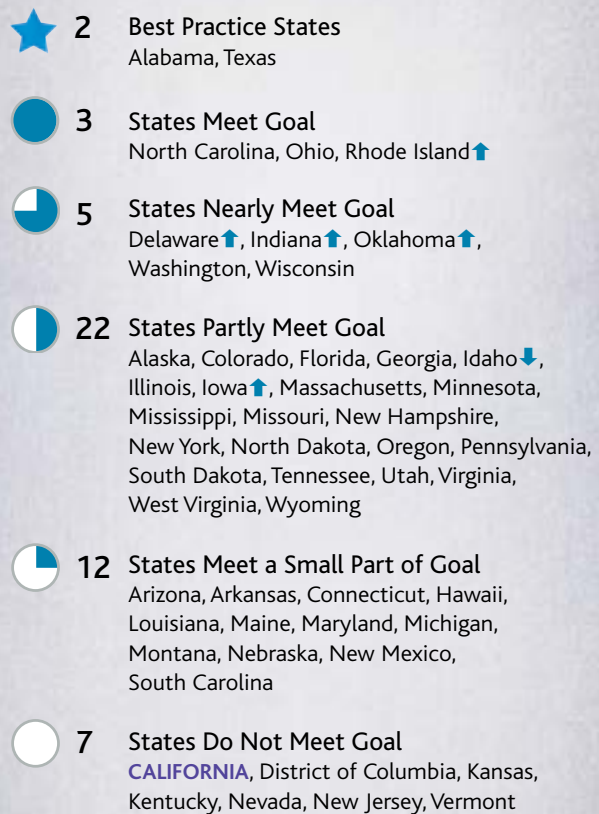 2 Best Practice States
Alabama, Texas
3 States Meet Goal
North Carolina, Ohio, Rhode Island⬆
5 States Nearly Meet Goal
Delaware⬆, Indiana⬆, Oklahoma⬆,
Washington, Wisconsin
22 States Partly Meet Goal
Alaska, Colorado, Florida, Georgia, Idaho⬇,
Illinois, Iowa⬆, Massachusetts, Minnesota,
Mississippi, Missouri, New Hampshire,
New York, North Dakota, Oregon, Pennsylvania,
South Dakota, Tennessee, Utah, Virginia,
West Virginia, Wyoming
12 States Meet a Small Part of Goal
Arizona, Arkansas, Connecticut, Hawaii,
Louisiana, Maine, Maryland, Michigan,
Montana, Nebraska, New Mexico,
South Carolina
7 States Do Not Meet Goal
CALIFORNIA, District of Columbia, Kansas,
Kentucky, Nevada, New Jersey, Vermont